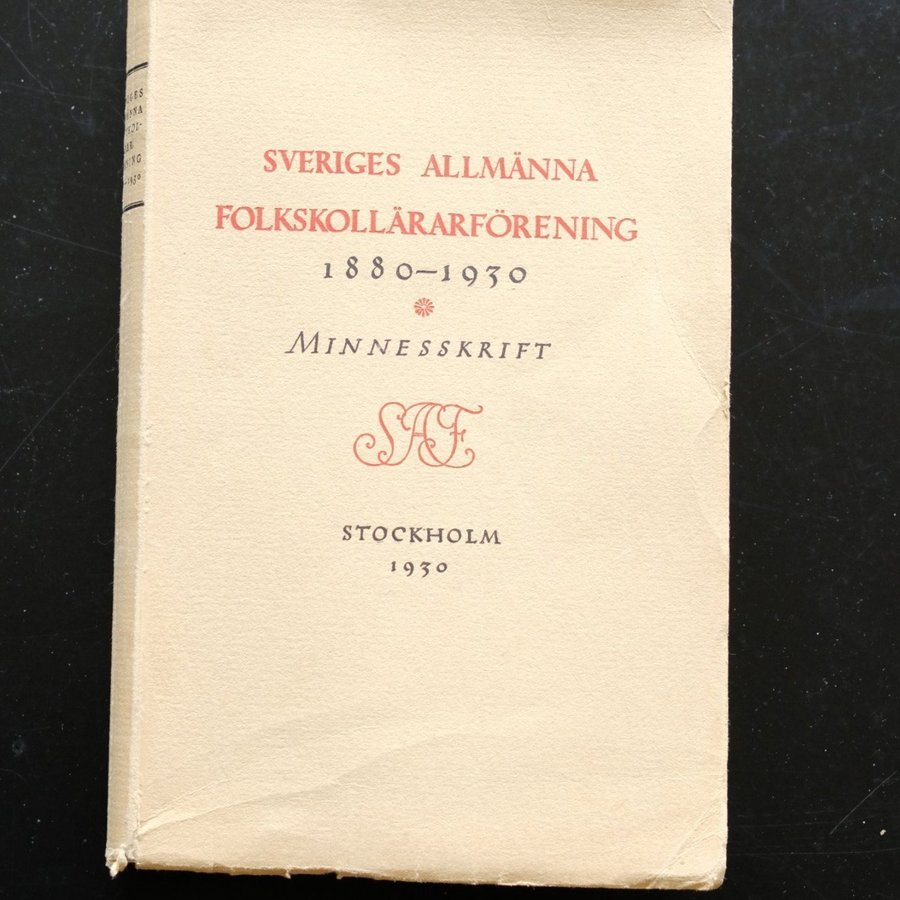 SVERIGES ALLMÄNNA
FOLKSKOLLÄRARFÖRENING
1880–1930
MINNESSKRIFT
SAF
STOCKHOLM
1930